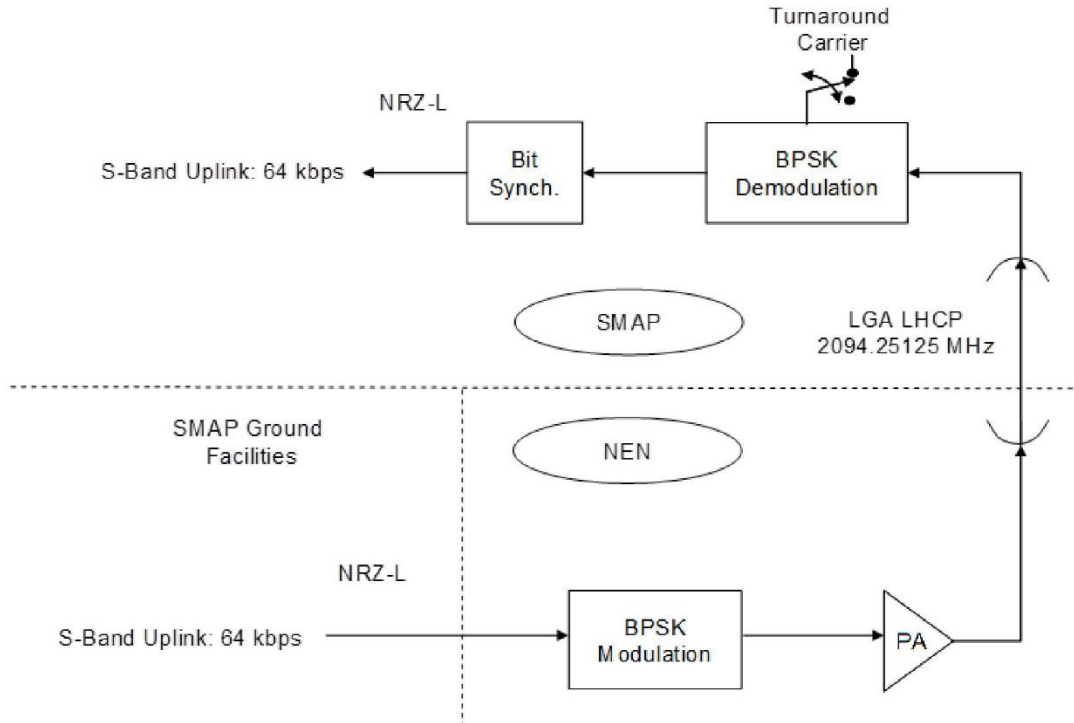 Turnaround
Carrier
NRZ-L
S-Band Uplink: 64 kbps
Bit
Synch.
BPSK
Demodulation
SMAP
LGA LHCP
2094.25125 MHz
SMAP Ground
Facilities
NEN
NRZ-L
S-Band Uplink: 64 kbps
BPSK
Modulation
PA